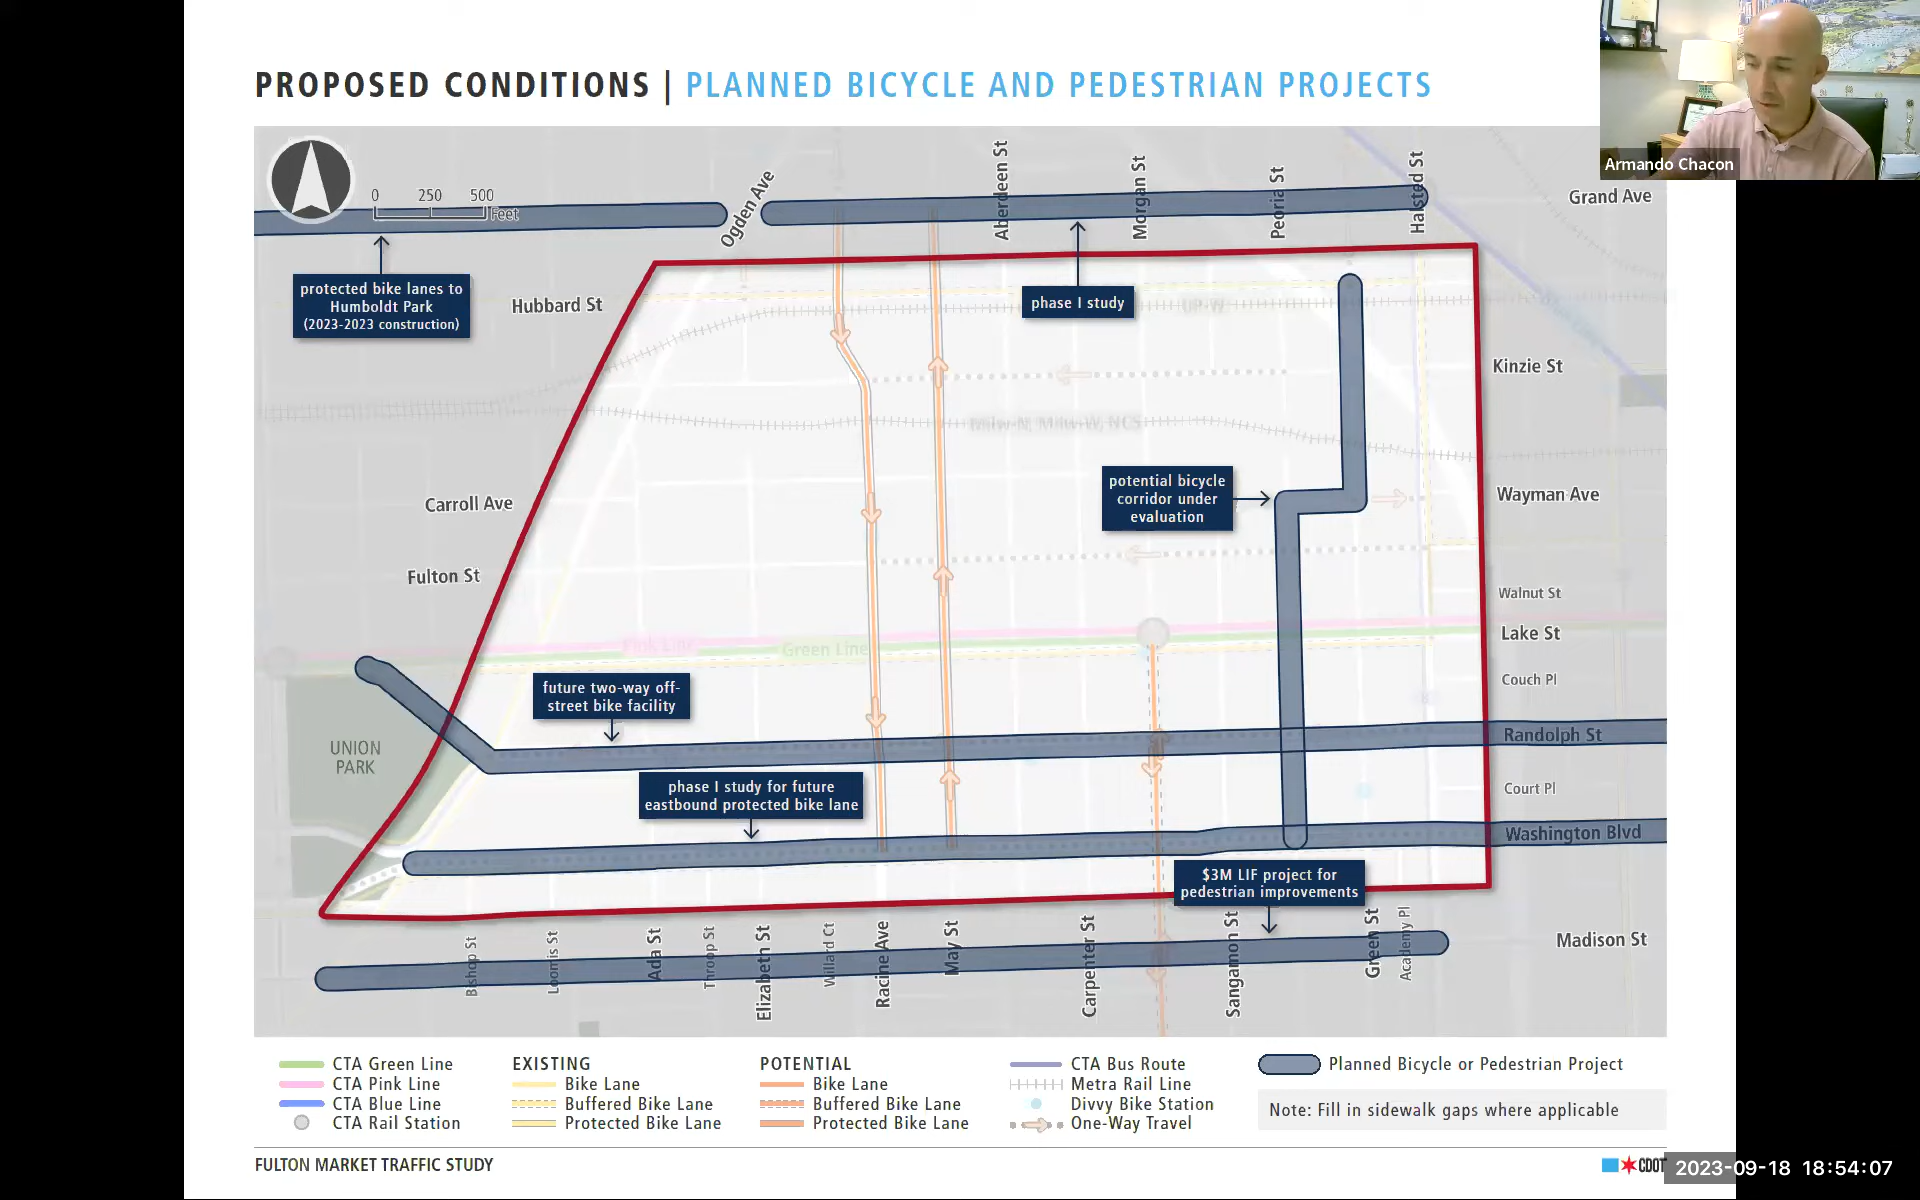 PROPOSED CONDITIONS | PLANNED BICYCLE AND PEDESTRIAN PROJECTS
Armando Chacon
0 250 500
Feet
Ogden Ave
Aberdeen St
Morgan St
Peoria St
Halsted St
Grand Ave
protected bike lanes to
Humboldt Park
(2023-2023 construction)
Hubbard St
phase I study
UP-W
Kinzie St
Milw-N, Milw-W, NCS
potential bicycle
corridor under
evaluation
Carroll Ave
Wayman Ave
Fulton St
Walnut St
Pink Line
Green Line
Lake St
Couch Pl
future two-way off-
street bike facility
UNION
PARK
Randolph St
phase I study for future
eastbound protected bike lane
Court Pl
Washington Blvd
$3M LIF project for
pedestrian improvements
Bishop St
Loomis St
Ada St
Throop St
Elizabeth St
Willard Ct
Racine Ave
May St
Carpenter St
Sangamon St
Green St
Academy Pl
Madison St
CTA Green Line
CTA Pink Line
CTA Blue Line
CTA Rail Station
EXISTING
Bike Lane
Buffered Bike Lane
Protected Bike Lane
POTENTIAL
Bike Lane
Buffered Bike Lane
Protected Bike Lane
CTA Bus Route
Metra Rail Line
Divvy Bike Station
One-Way Travel
Planned Bicycle or Pedestrian Project
Note: Fill in sidewalk gaps where applicable
FULTON MARKET TRAFFIC STUDY
CDOT
2023-09-18 18:54:07